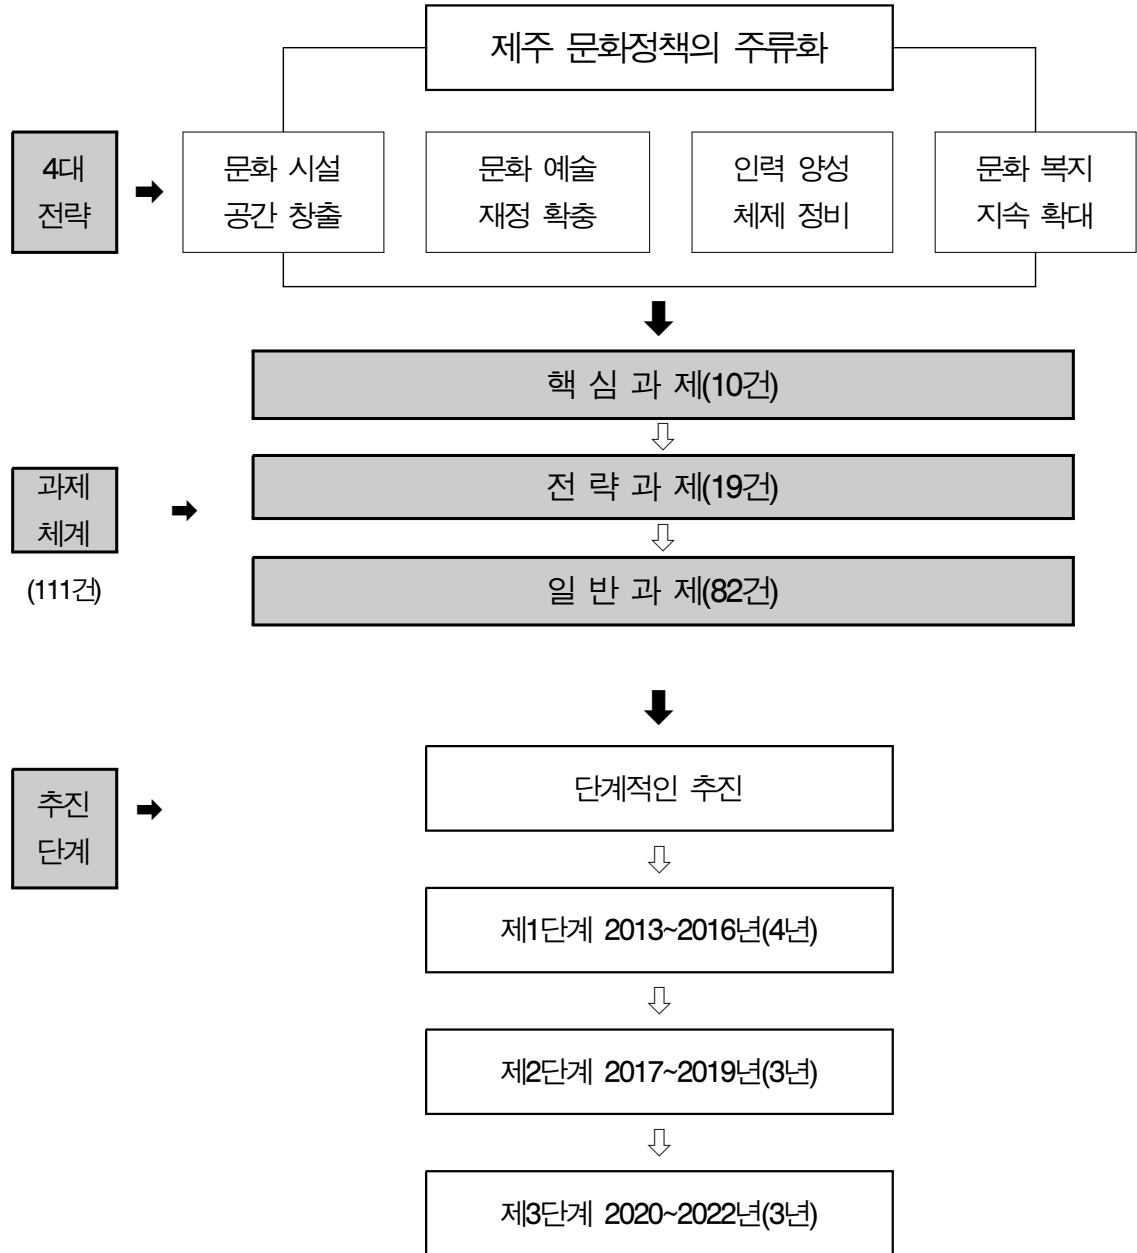 제주 문화정책의 주류화
4대
전략
문화 시설
공간 창출
문화 예술
재정 확충
인력 양성
체제 정비
문화 복지
지속 확대
핵 심 과 제(10건)
과제
체계
(111건)
전 략 과 제(19건)
일 반 과 제(82건)
추진
단계
단계적인 추진
제1단계 2013~2016년(4년)
제2단계 2017~2019년(3년)
제3단계 2020~2022년(3년)